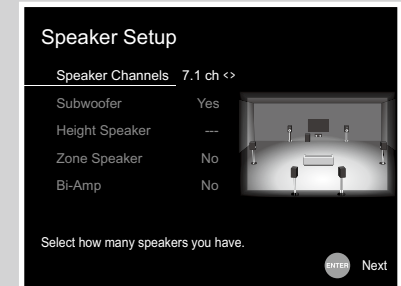 Speaker Setup
Speaker Channels 7.1 ch <>
Subwoofer Yes
Height Speaker ---
Zone Speaker No
Bi-Amp No
Select how many speakers you have.
ENTER Next